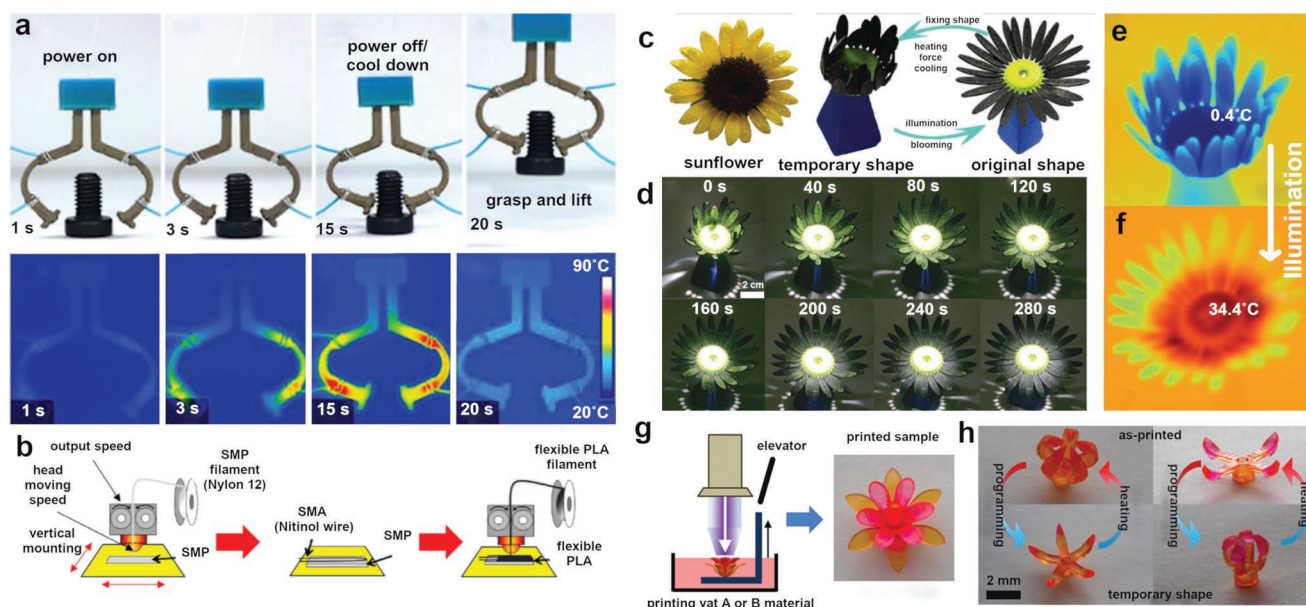 a
power on
power off/
cool down
grasp and lift
1 s
3 s
15 s
20 s
90°C
20°C
1 s
3 s
15 s
20 s
b
output speed
head
moving
speed
vertical
mounting
SMP
filament
(Nylon 12)
SMP
SMA
(Nitinol wire)
SMP
flexible PLA
filament
flexible
PLA
c
fixing shape
heating
force
cooling
illumination
blooming
sunflower
temporary shape
original shape
d
0 s
40 s
80 s
120 s
2 cm
160 s
200 s
240 s
280 s
e
0.4°C
Illumination
f
34.4°C
g
elevator
printing vat A or B material
printed sample
h
as-printed
programming
heating
programming
heating
2 mm
temporary shape